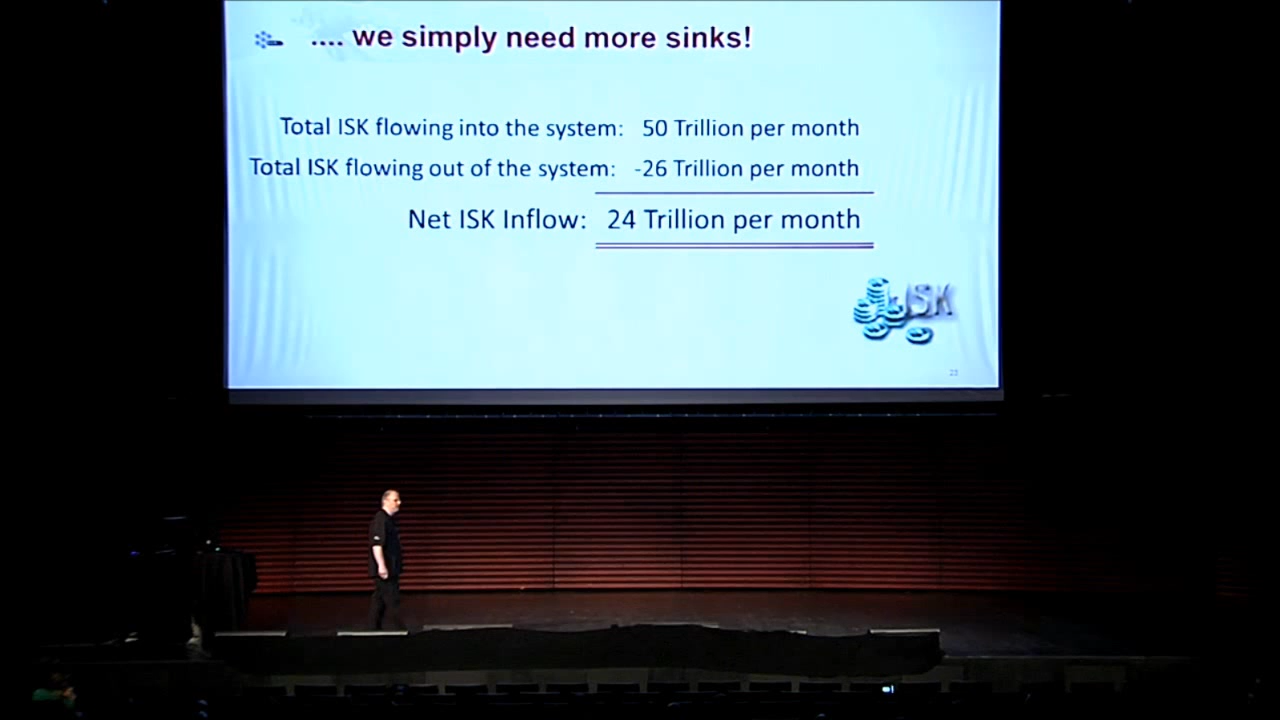 .... we simply need more sinks!
Total ISK flowing into the system: 50 Trillion per month
Total ISK flowing out of the system: -26 Trillion per month
Net ISK Inflow: 24 Trillion per month
ISK